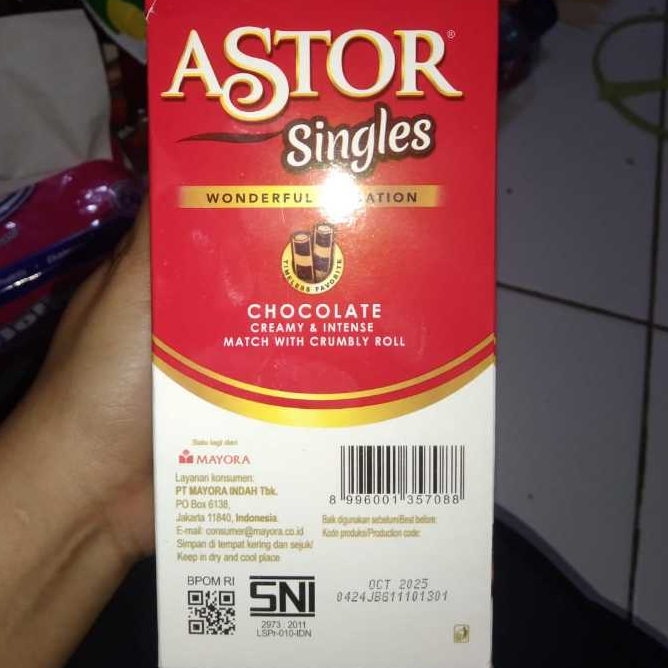 ASTOR®
Singles
WONDERFUL
CHOCOLATE
CREAMY & INTENSE
MATCH WITH CRUMBLY ROLL
TIMELESS FAVORITE
Satu lagi dari
MAYORA
Layanan konsumen:
PT MAYORA INDAH Tbk.
PO Box 6138,
Jakarta 11840, Indonesia
E-mail: consumer@mayora.co.id
Simpan di tempat kering dan sejuk/
Keep in dry and cool place
8 996001 357088
Baik digunakan sebelum/Best before:
Kode produksi/Production code:
BPOM RI
SNI
2973 : 2011
LSPr-010-IDN
OCT 2025
0424JBG11101301